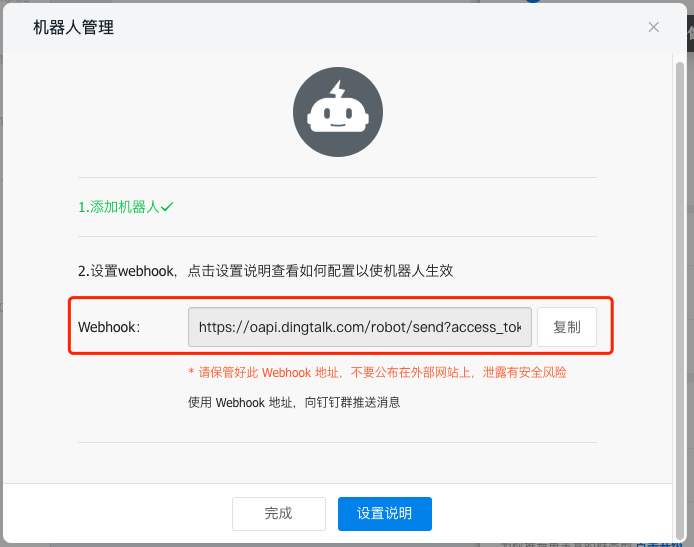 机器人管理
1.添加机器人
2.设置webhook，点击设置说明查看如何配置以使机器人生效
Webhook:
https://oapi.dingtalk.com/robot/send?access_tok
复制
* 请保管好此 Webhook 地址，不要公布在外部网站上，泄露有安全风险
使用 Webhook 地址，向钉钉群推送消息
完成
设置说明